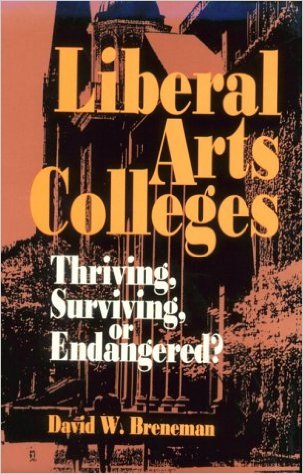 Liberal
Arts
Colleges
Thriving,
Surviving,
or
Endangered?
David W. Breneman